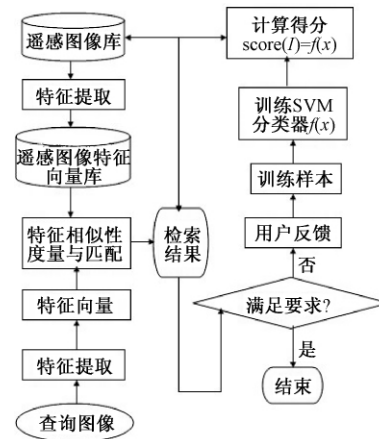 遥感图像库
特征提取
遥感图像特征
向量库
特征相似性
度量与匹配
特征向量
特征提取
查询图像
检索
结果
计算得分
score(I)=f(x)
训练SVM
分类器f(x)
训练样本
用户反馈
否
满足要求?
是
结束